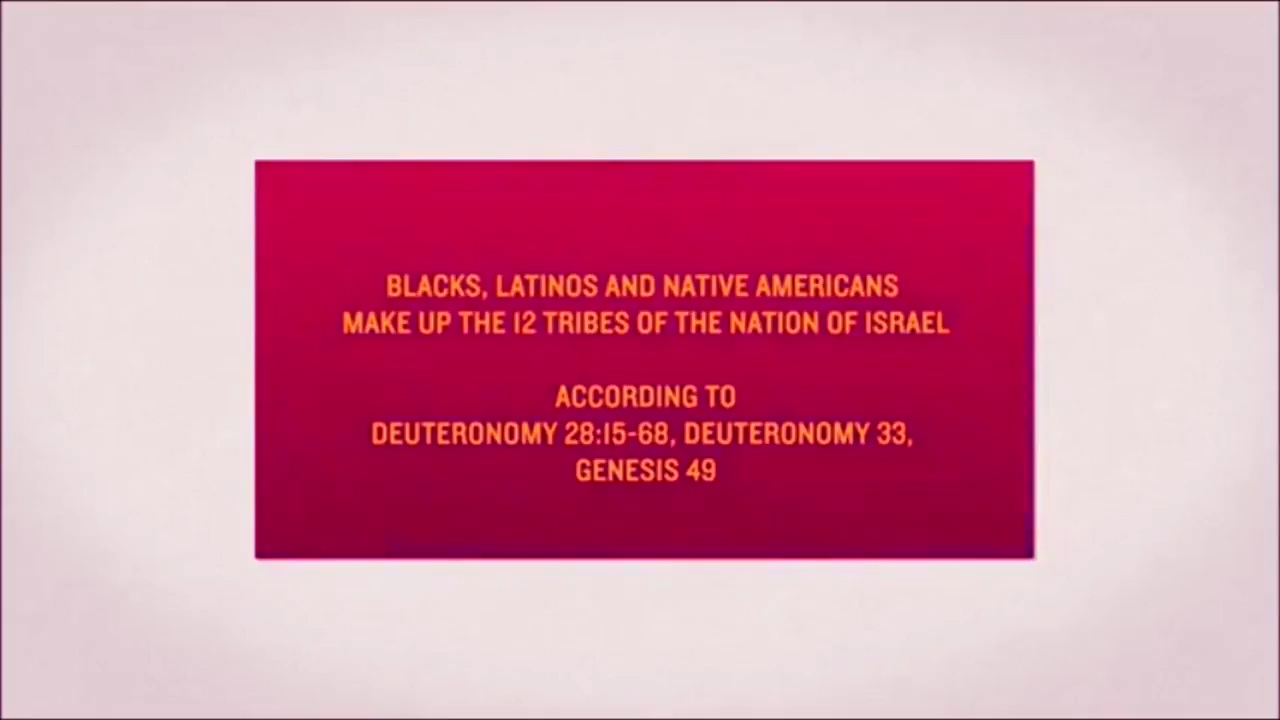 BLACKS, LATINOS AND NATIVE AMERICANS
MAKE UP THE 12 TRIBES OF THE NATION OF ISRAEL
ACCORDING TO
DEUTERONOMY 28:15-68, DEUTERONOMY 33,
GENESIS 49